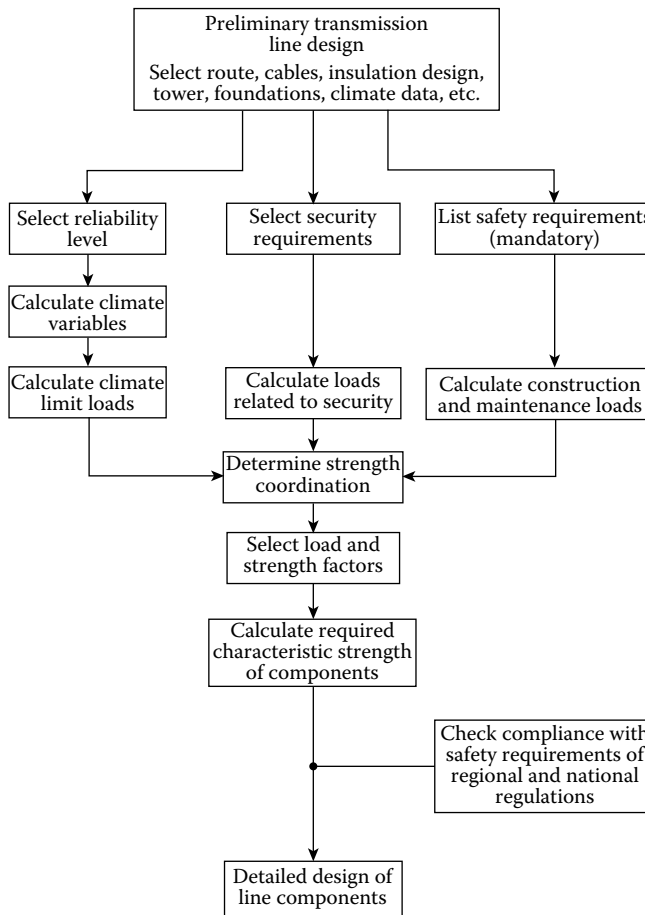 Preliminary transmission
line design
Select route, cables, insulation design,
tower, foundations, climate data, etc.
Select reliability
level
Select security
requirements
List safety requirements
(mandatory)
Calculate climate
variables
Calculate climate
limit loads
Calculate loads
related to security
Calculate construction
and maintenance loads
Determine strength
coordination
Select load and
strength factors
Calculate required
characteristic strength
of components
Check compliance with
safety requirements of
regional and national
regulations
Detailed design of
line components